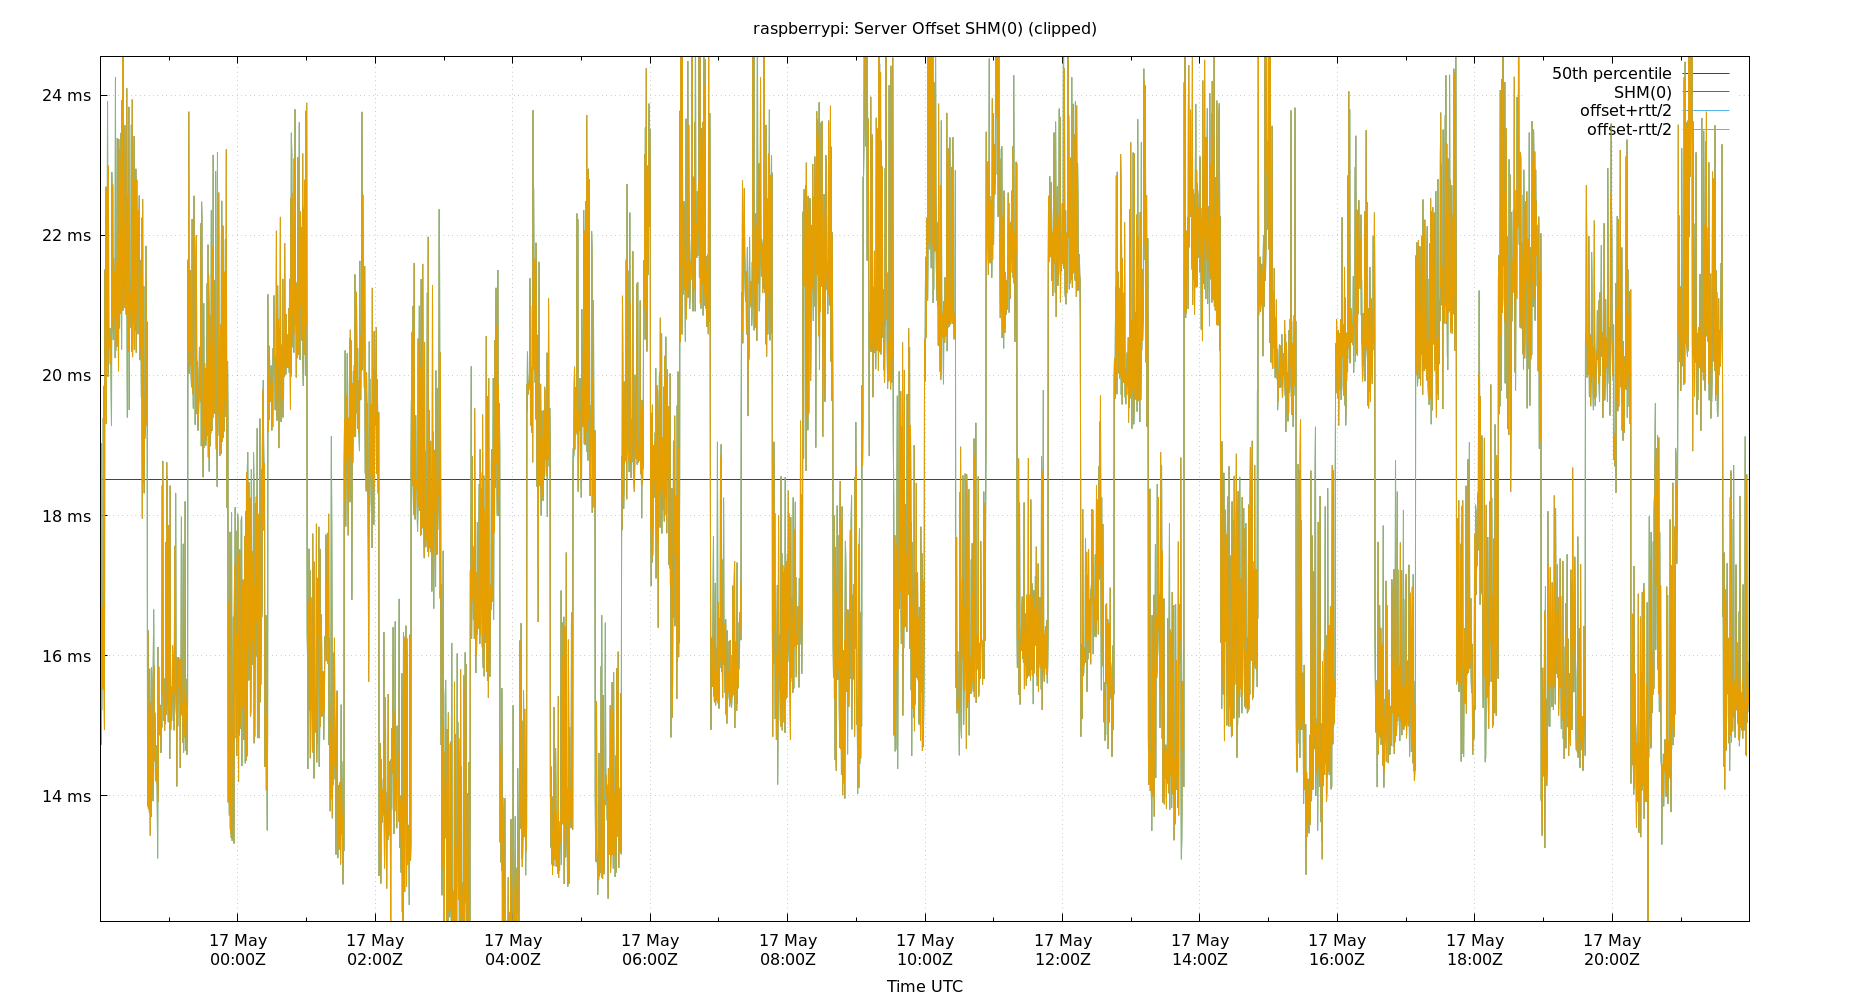 raspberrypi: Server Offset SHM(0) (clipped)
50th percentile
SHM(0)
offset+rtt/2
offset-rtt/2
24 ms
22 ms
20 ms
18 ms
16 ms
14 ms
17 May 17 May 17 May 17 May 17 May 17 May 17 May 17 May 17 May 17 May 17 May
00:00Z 02:00Z 04:00Z 06:00Z 08:00Z 10:00Z 12:00Z 14:00Z 16:00Z 18:00Z 20:00Z
Time UTC